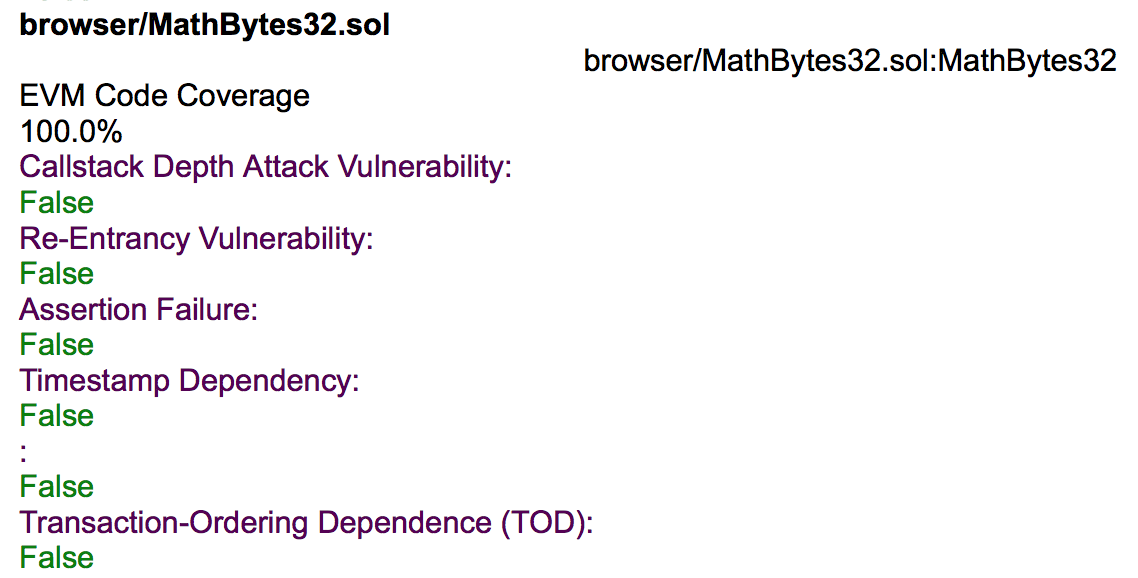 browser/MathBytes32.sol
browser/MathBytes32.sol:MathBytes32
EVM Code Coverage
100.0%
Callstack Depth Attack Vulnerability:
False
Re-Entrancy Vulnerability:
False
Assertion Failure:
False
Timestamp Dependency:
False
:
False
Transaction-Ordering Dependence (TOD):
False